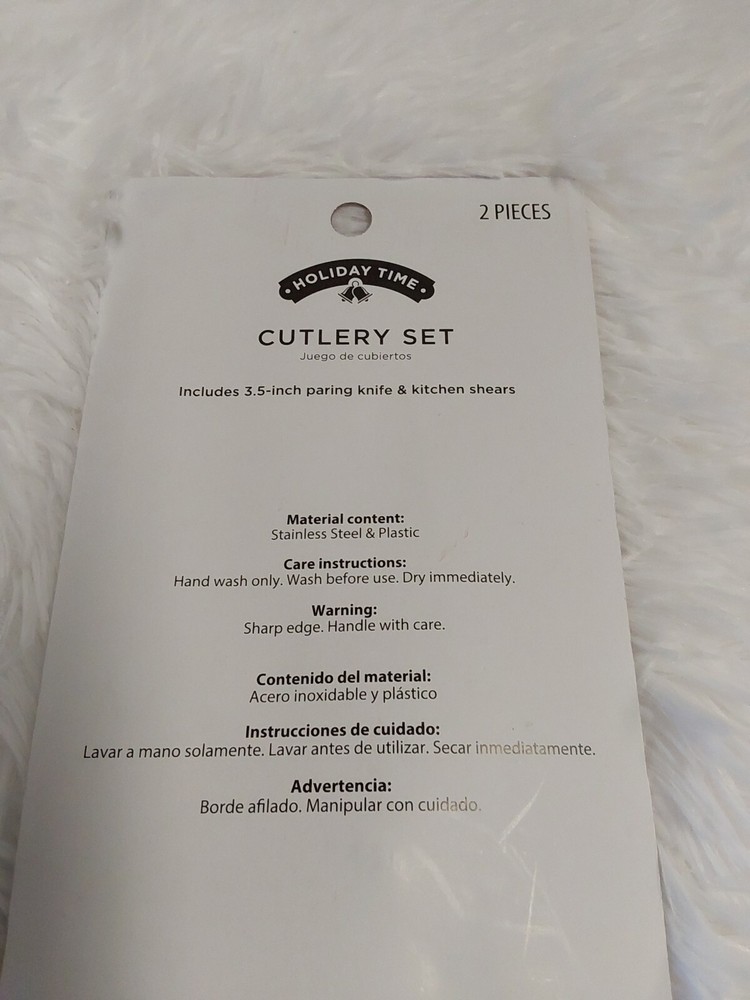 2 PIECES
HOLIDAY TIME
CUTLERY SET
Juego de cubiertos
Includes 3.5-inch paring knife & kitchen shears
Material content:
Stainless Steel & Plastic
Care instructions:
Hand wash only. Wash before use. Dry immediately.
Warning:
Sharp edge. Handle with care.
Contenido del material:
Acero inoxidable y plástico
Instrucciones de cuidado:
Lavar a mano solamente. Lavar antes de utilizar. Secar inmediatamente.
Advertencia:
Borde afilado. Manipular con cuidado.